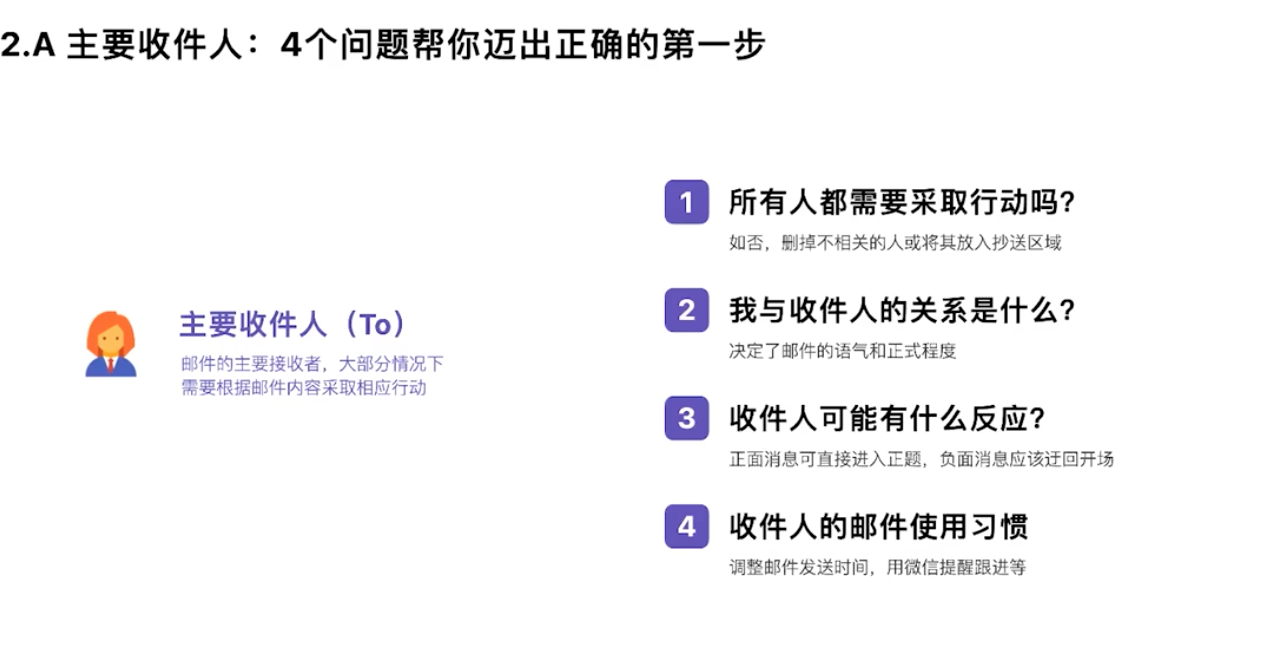 2.A 主要收件人：4个问题帮你迈出正确的第一步
主要收件人（To）
邮件的主要接收者，大部分情况下
需要根据邮件内容采取相应行动
1 所有人都需要采取行动吗?
如否，删掉不相关的人或将其放入抄送区域
2 我与收件人的关系是什么?
决定了邮件的语气和正式程度
3 收件人可能有什么反应?
正面消息可直接进入正题，负面消息应该迂回开场
4 收件人的邮件使用习惯
调整邮件发送时间，用微信提醒跟进等